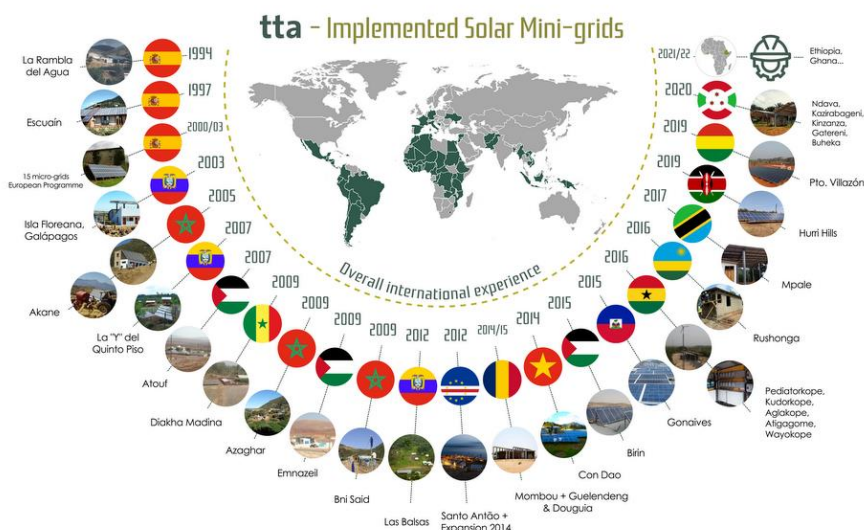 tta - Implemented Solar Mini-grids
La Rambla
del Agua
1994
Escuaín
1997
15 micro-grids
European Programme
2000/03
Isla Floreana,
Galápagos
2003
Akane
2005
La "Y" del
Quinto Piso
2007
Atouf
2007
Diakha Madina
2009
Azaghar
2009
Emnazeil
2009
Bni Said
2009
Las Balsas
2012
Santo Antão +
Expansion 2014
2012
Mombou + Guelendeng
& Douguia
2014/15
Con Dao
2014
Birin
2015
Gonaives
2015
Pediatorkope,
Kudorkope,
Aglakope,
Atigagome,
Wayokope
2016
Rushonga
2016
Mpale
2017
Hurri Hills
2019
Pto. Villazón
2019
Ndava,
Kazirabageni,
Kinzanza,
Gatereni,
Buheka
2020
Ethiopia,
Ghana...
2021/22
Overall international experience